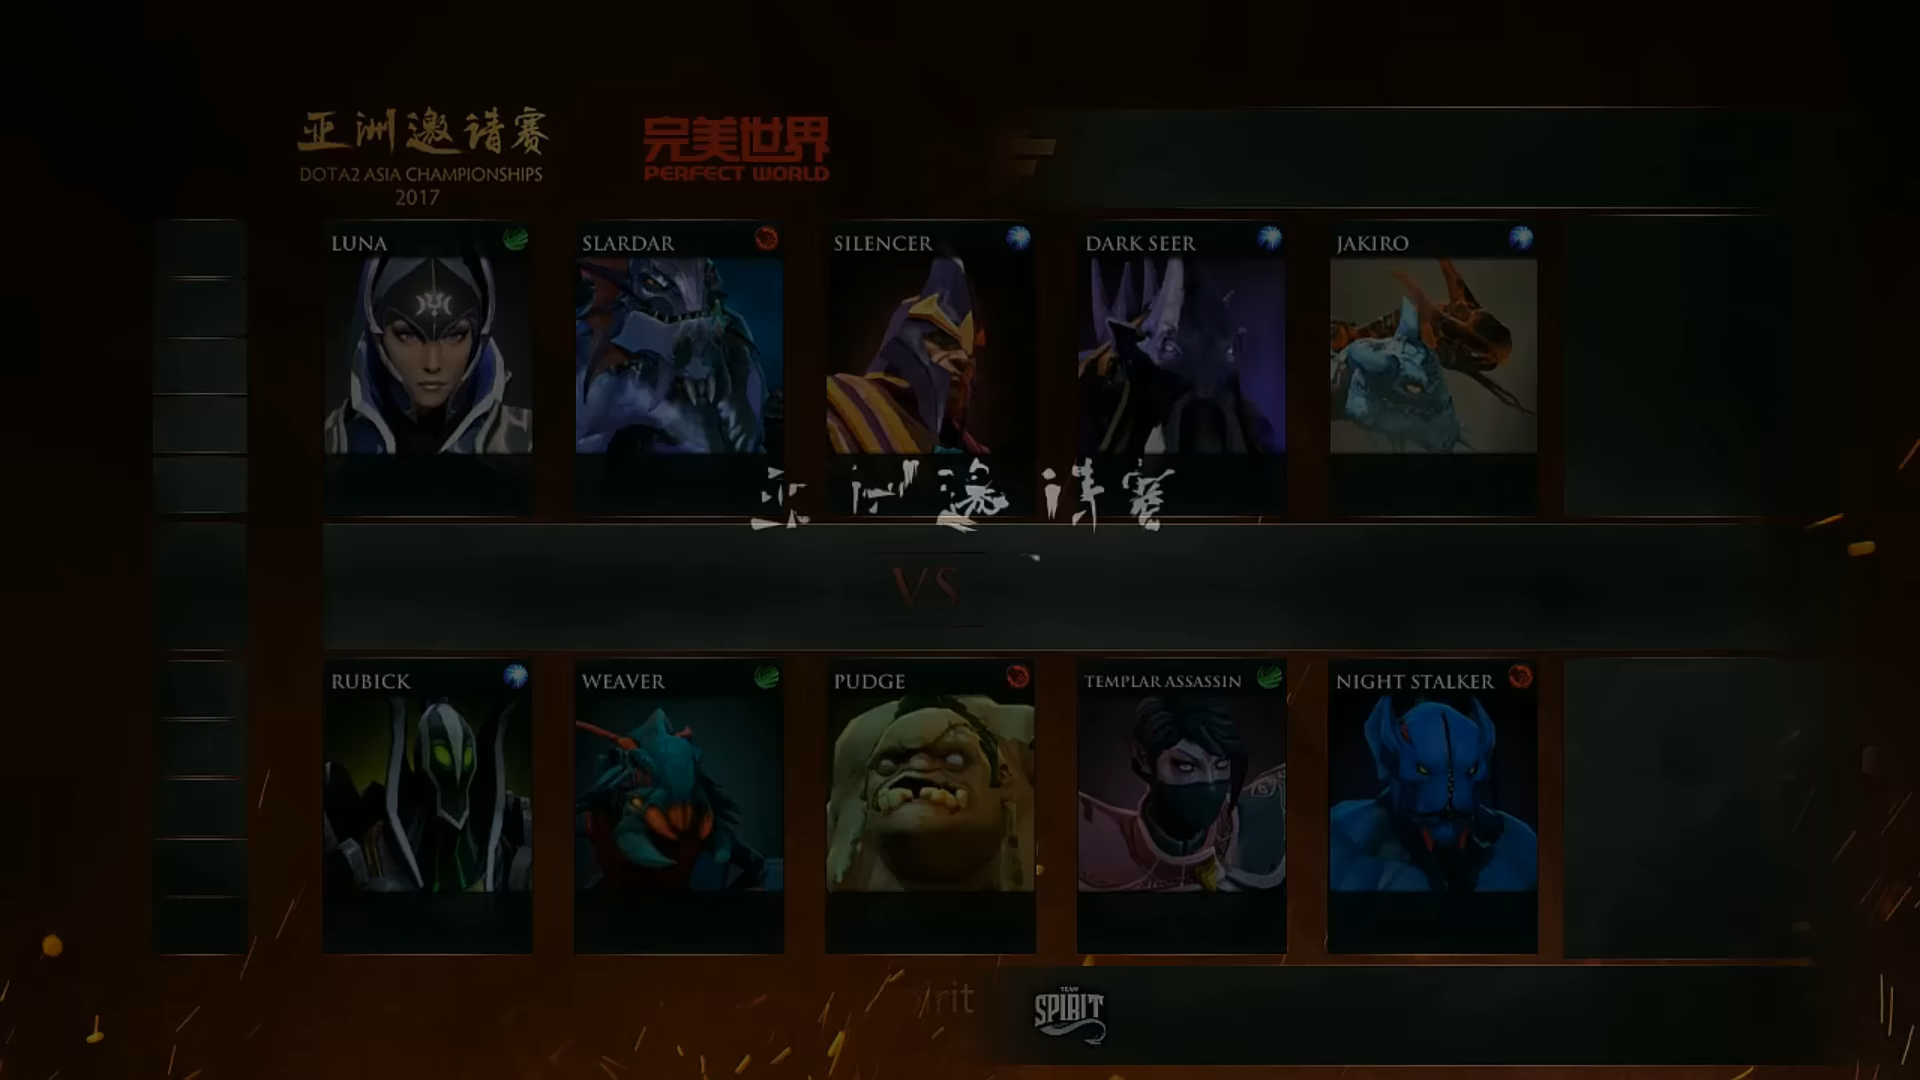 亚洲邀请赛
DOTA2 ASIA CHAMPIONSHIPS
2017
完美世界
PERFECT WORLD
LUNA
SLARDAR
SILENCER
DARK SEER
JAKIRO
亚洲邀请赛
VS
RUBICK
WEAVER
PUDGE
TEMPLAR ASSASSIN
NIGHT STALKER
TEAM
SPIRIT